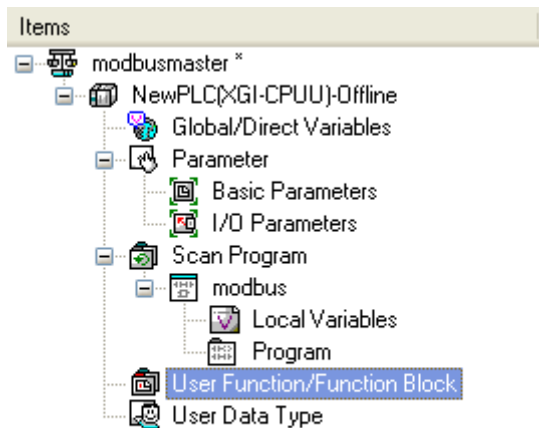 Items
modbusmaster *
NewPLC(XGI-CPUU)-Offline
Global/Direct Variables
Parameter
Basic Parameters
I/O Parameters
Scan Program
modbus
Local Variables
Program
User Function/Function Block
User Data Type